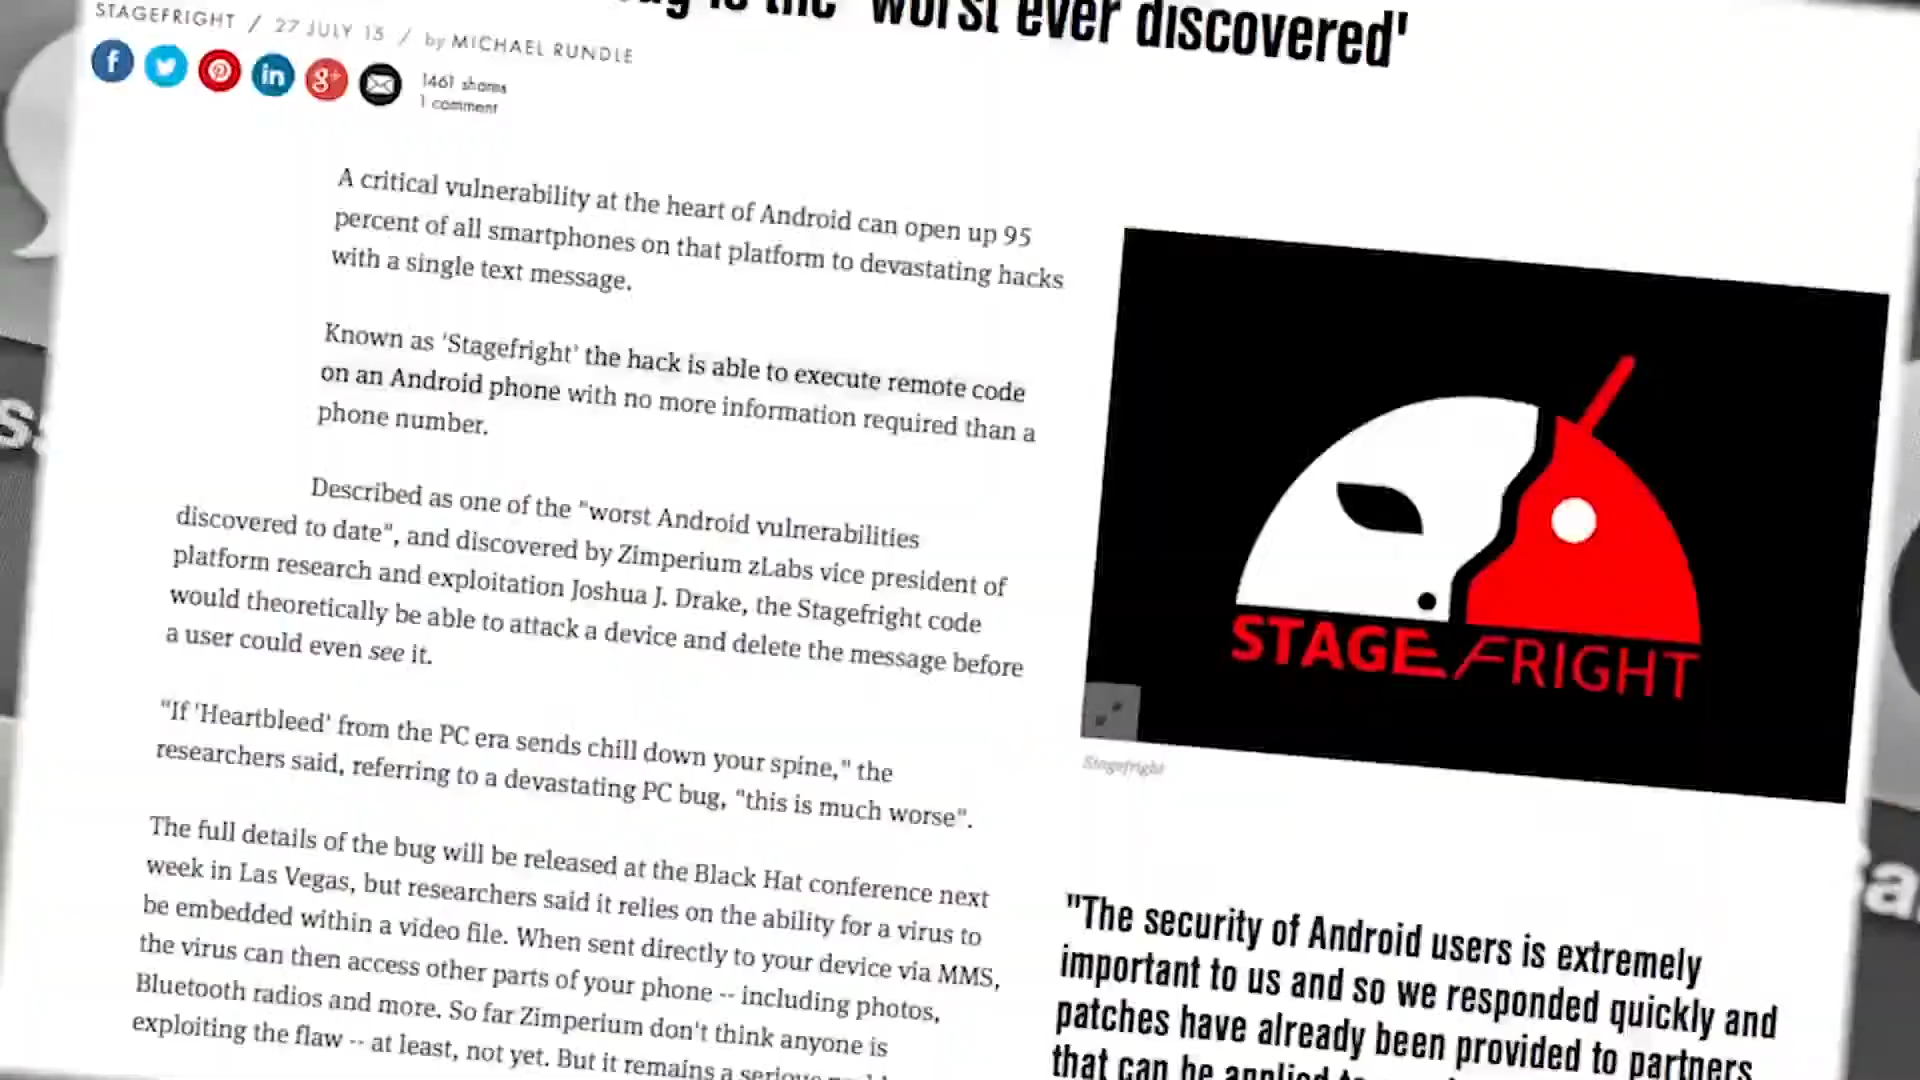 is the 'worst ever discovered'
STAGEFRIGHT / 27 JULY 15 / by MICHAEL RUNDLE
1461 shares
1 comment
A critical vulnerability at the heart of Android can open up 95
percent of all smartphones on that platform to devastating hacks
with a single text message.
Known as 'Stagefright' the hack is able to execute remote code
on an Android phone with no more information required than a
phone number.
Described as one of the "worst Android vulnerabilities
discovered to date", and discovered by Zimperium zLabs vice president of
platform research and exploitation Joshua J. Drake, the Stagefright code
would theoretically be able to attack a device and delete the message before
a user could even see it.
"If 'Heartbleed' from the PC era sends chill down your spine," the
researchers said, referring to a devastating PC bug, "this is much worse".
The full details of the bug will be released at the Black Hat conference next
week in Las Vegas, but researchers said it relies on the ability for a virus to
be embedded within a video file. When sent directly to your device via MMS,
the virus can then access other parts of your phone -- including photos,
Bluetooth radios and more. So far Zimperium don't think anyone is
exploiting the flaw -- at least, not yet. But it remains a serious
STAGEFRIGHT
Stagefright
"The security of Android users is extremely
important to us and so we responded quickly and
patches have already been provided to partners
that can be applied